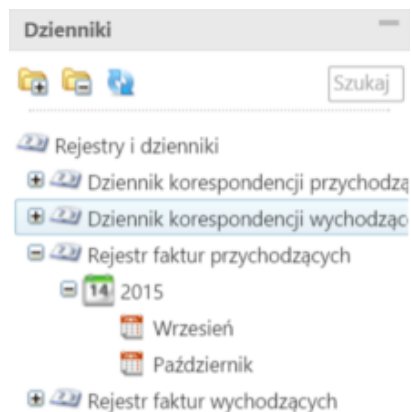 Dzienniki
Szukaj
Rejestry i dzienniki
Dziennik korespondencji przychodzą
Dziennik korespondencji wychodząc
Rejestr faktur przychodzących
14 2015
Wrzesień
Październik
Rejestr faktur wychodzących